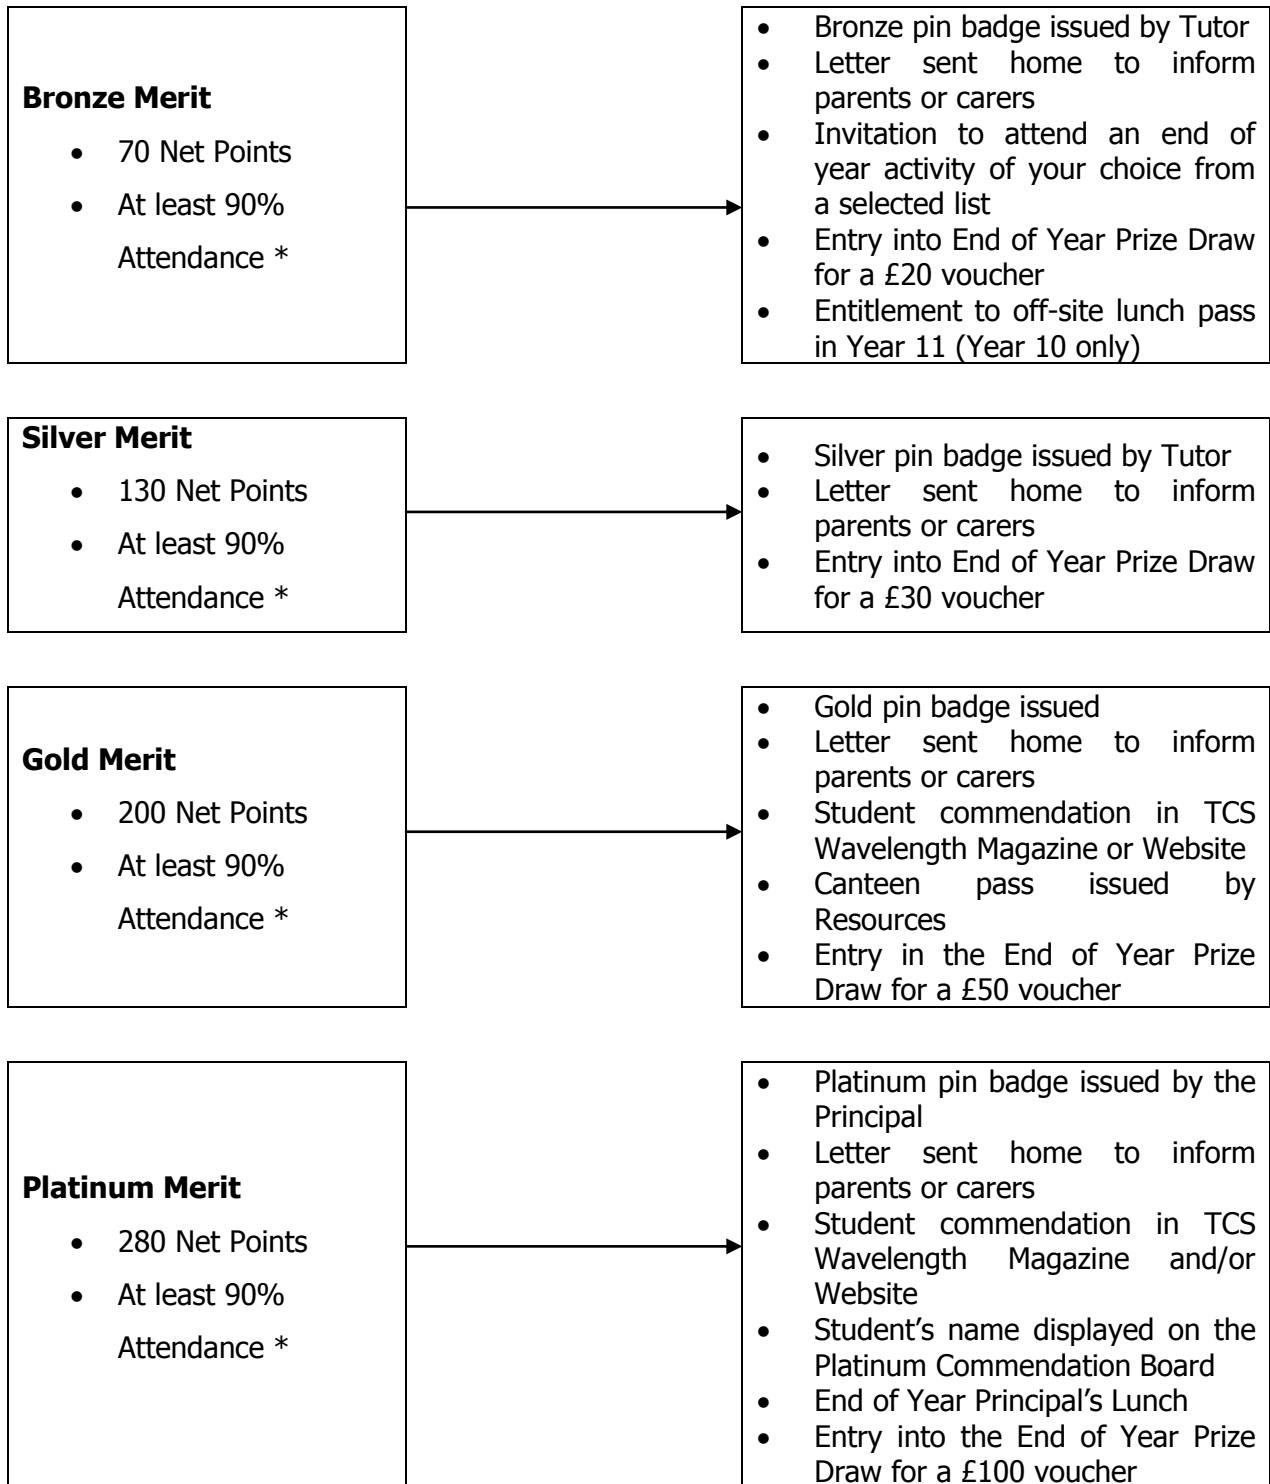 Bronze Merit
• 70 Net Points
• At least 90%
Attendance *
• Bronze pin badge issued by Tutor
• Letter sent home to inform
parents or carers
• Invitation to attend an end of
year activity of your choice from
a selected list
• Entry into End of Year Prize Draw
for a £20 voucher
• Entitlement to off-site lunch pass
in Year 11 (Year 10 only)
Silver Merit
• 130 Net Points
• At least 90%
Attendance *
• Silver pin badge issued by Tutor
• Letter sent home to inform
parents or carers
• Entry into End of Year Prize Draw
for a £30 voucher
Gold Merit
• 200 Net Points
• At least 90%
Attendance *
• Gold pin badge issued
• Letter sent home to inform
parents or carers
• Student commendation in TCS
Wavelength Magazine or Website
• Canteen pass issued by
Resources
• Entry in the End of Year Prize
Draw for a £50 voucher
Platinum Merit
• 280 Net Points
• At least 90%
Attendance *
• Platinum pin badge issued by the
Principal
• Letter sent home to inform
parents or carers
• Student commendation in TCS
Wavelength Magazine and/or
Website
• Student’s name displayed on the
Platinum Commendation Board
• End of Year Principal’s Lunch
• Entry into the End of Year Prize
Draw for a £100 voucher